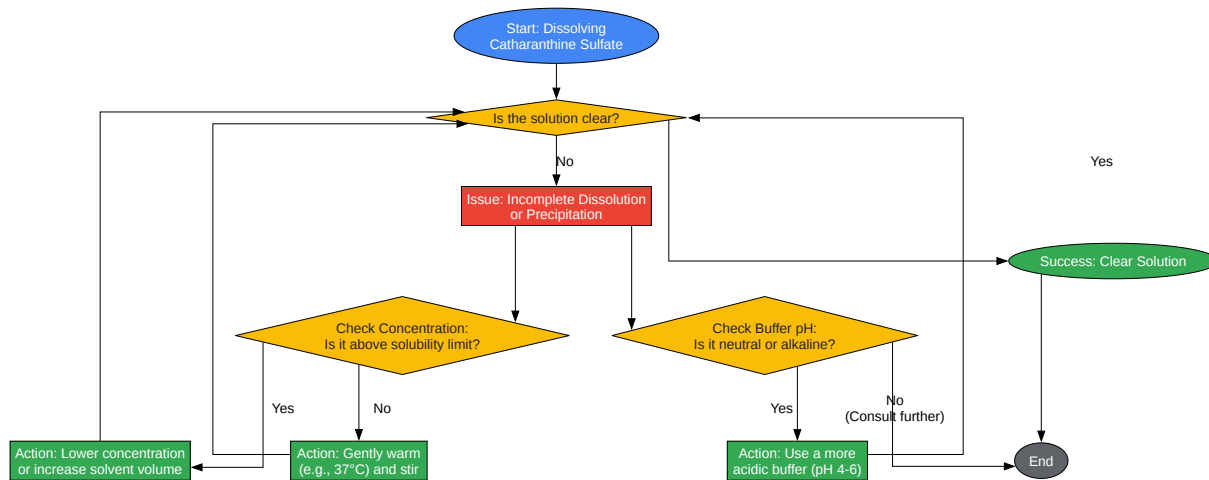 Start: Dissolving
Catharanthine Sulfate
Is the solution clear?
No
Yes
Issue: Incomplete Dissolution
or Precipitation
Success: Clear Solution
Check Concentration:
Is it above solubility limit?
Check Buffer pH:
Is it neutral or alkaline?
Yes
No
Yes
No
(Consult further)
Action: Lower concentration
or increase solvent volume
Action: Gently warm
(e.g., 37°C) and stir
Action: Use a more
acidic buffer (pH 4-6)
End